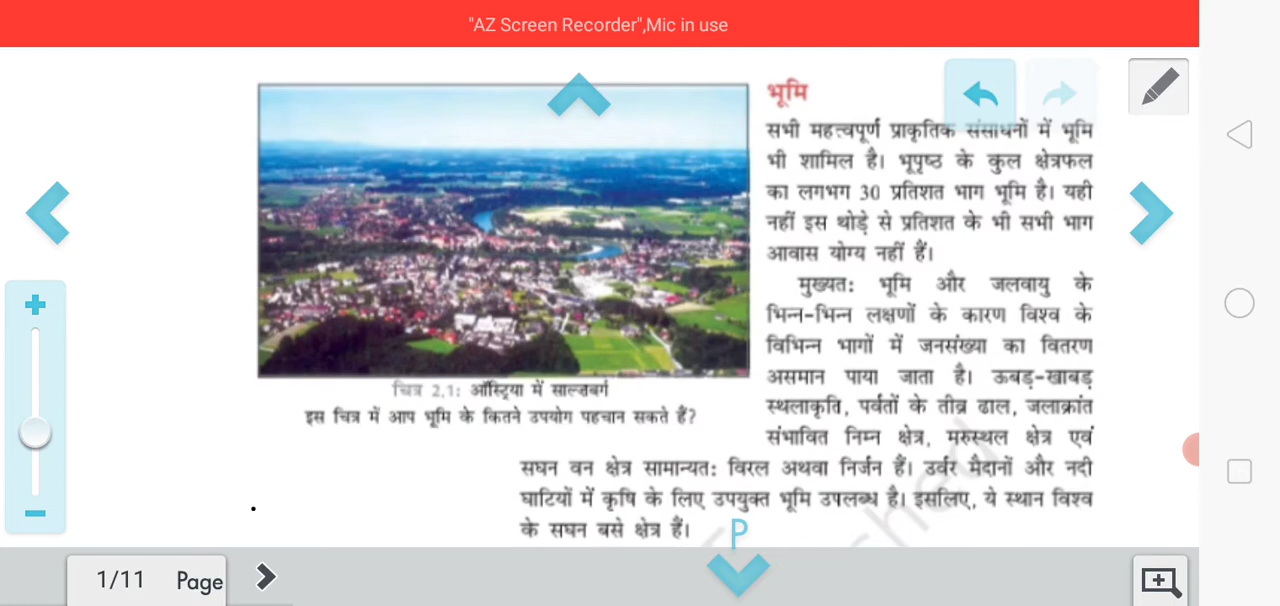 "AZ Screen Recorder",Mic in use
भूमि
सभी महत्त्वपूर्ण प्राकृतिक संसाधनों में भूमि
भी शामिल है। भूपृष्ठ के कुल क्षेत्रफल
का लगभग 30 प्रतिशत भाग भूमि है। यही
नहीं इस थोड़े से प्रतिशत के भी सभी भाग
आवास योग्य नहीं हैं।
मुख्यत: भूमि और जलवायु के
भिन्न-भिन्न लक्षणों के कारण विश्व के
विभिन्न भागों में जनसंख्या का वितरण
असमान पाया जाता है। ऊबड़-खाबड़
स्थलाकृति, पर्वतों के तीव्र ढाल, जलाक्रांत
संभावित निम्न क्षेत्र, मरुस्थल क्षेत्र एवं
सघन वन क्षेत्र सामान्यत: विरल अथवा निर्जन हैं। उर्वर मैदानों और नदी
घाटियों में कृषि के लिए उपयुक्त भूमि उपलब्ध है। इसलिए, ये स्थान विश्व
के सघन बसे क्षेत्र हैं।
चित्र 2.1: ऑस्ट्रिया में साल्जबर्ग
इस चित्र में आप भूमि के कितने उपयोग पहचान सकते हैं?
P
1/11 Page